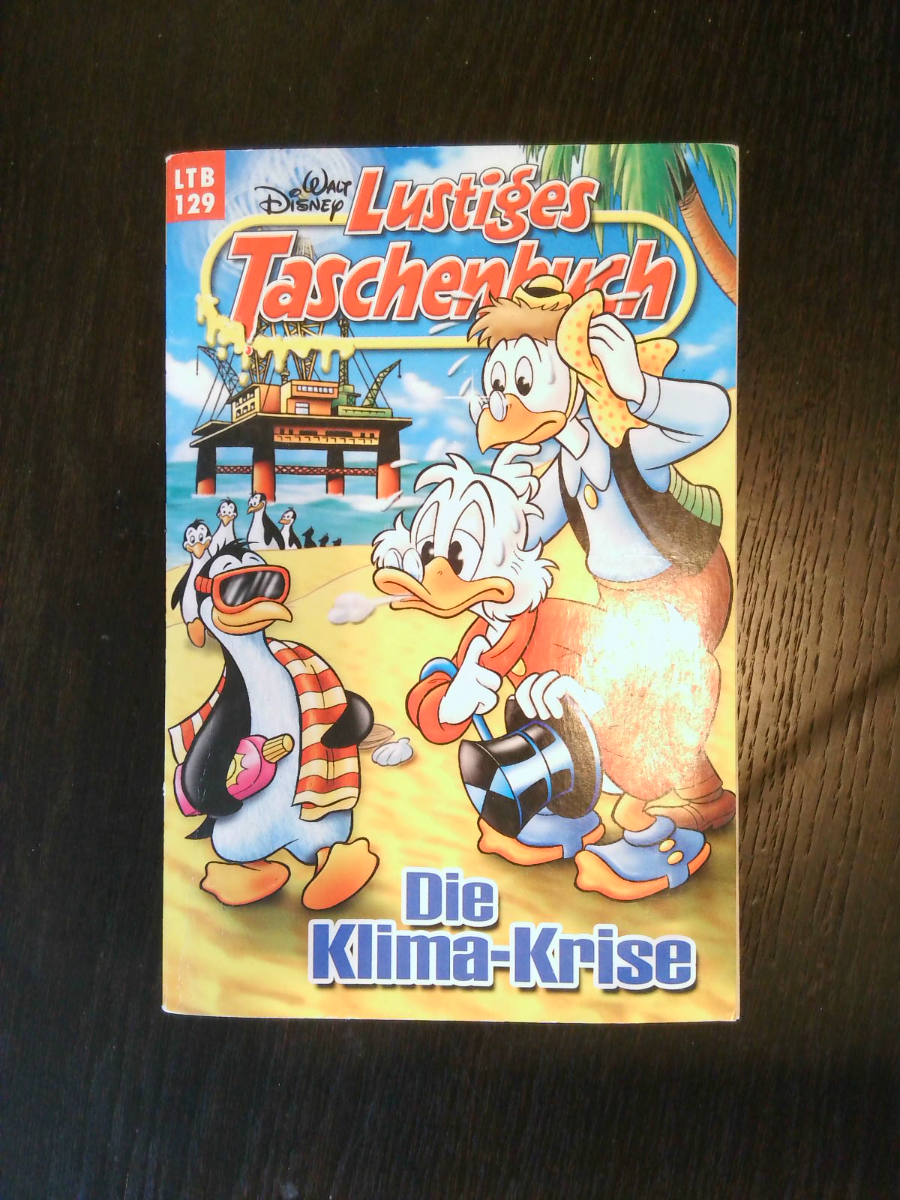 LTB
129
Walt
Disney
Lustiges
Taschenbuch
Die
Klima-Krise